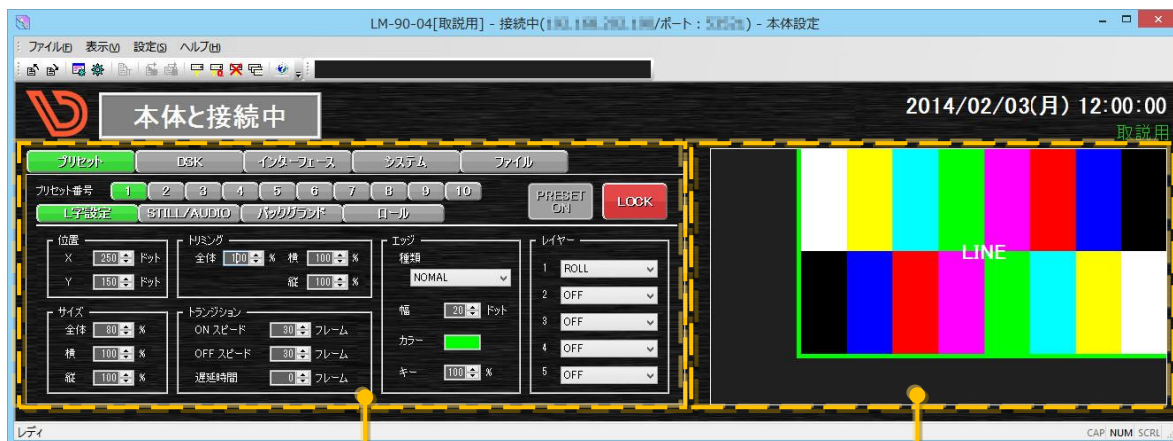 LM-90-04[取説用] - 接続中(/ポート：) - 本体設定
ファイル(F) 表示(V) 設定(S) ヘルプ(H)
本体と接続中
2014/02/03(月) 12:00:00
取説用
プリセット DSK インターフェース システム ファイル
プリセット番号 1 2 3 4 5 6 7 8 9 10
PRESET ON
LOCK
L字設定 STILL/AUDIO バックグランド ロール
位置
X 250 ドット
Y 150 ドット
サイズ
全体 80 %
横 100 %
縦 100 %
トリミング
全体 100 % 横 100 %
縦 100 %
トランジション
ON スピード 30 フレーム
OFF スピード 30 フレーム
遅延時間 0 フレーム
エッジ
種類
NOMAL
幅 20 ドット
カラー
キー 100 %
レイヤー
1 ROLL
2 OFF
3 OFF
4 OFF
5 OFF
LINE
レディ
CAP NUM SCRL